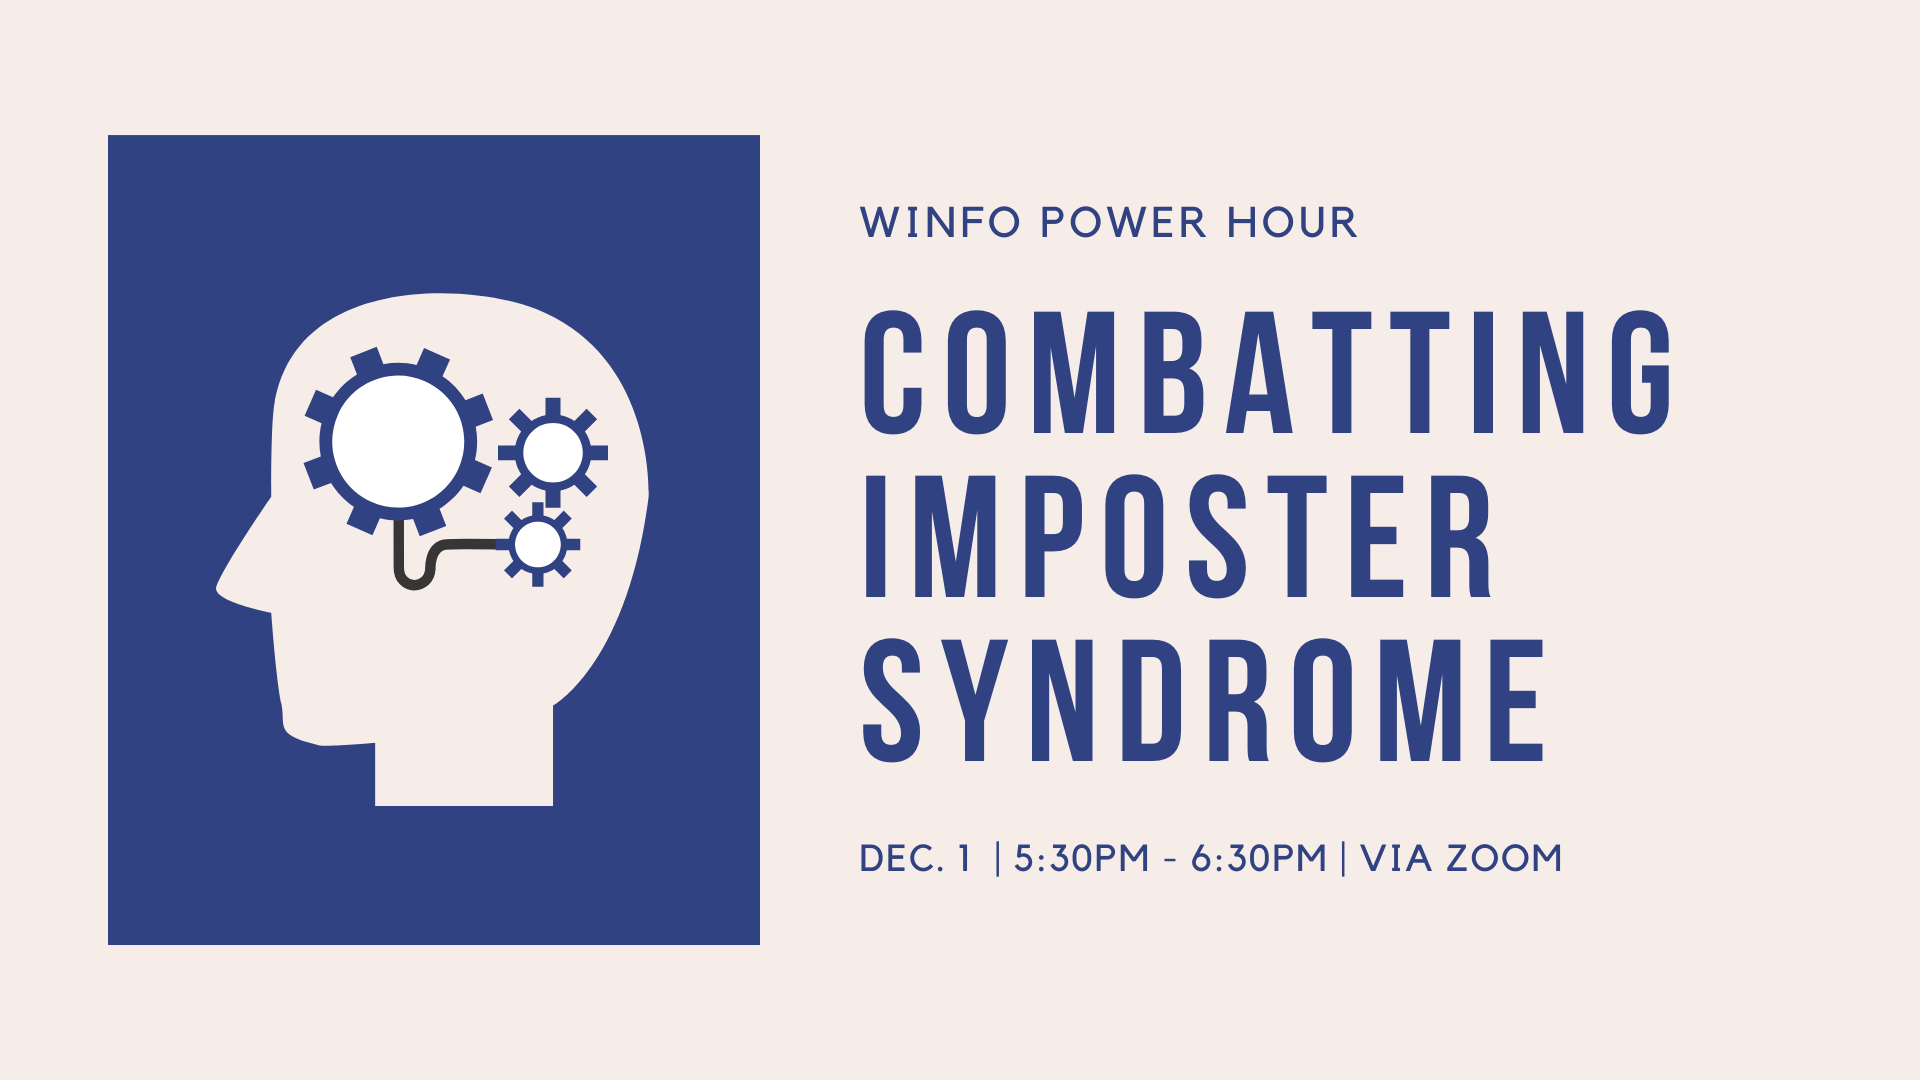 WINFO POWER HOUR
COMBATTING
IMPOSTER
SYNDROME
DEC. 1 | 5:30PM - 6:30PM | VIA ZOOM